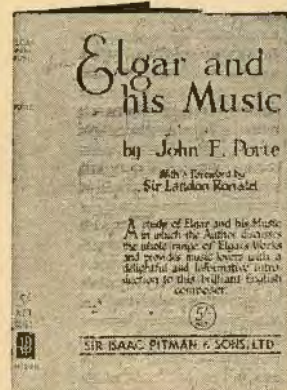 Elgar and
his Music
by John F. Porte
With a Foreword by
Sir Landon Ronald
A study of Elgar and his Music
in which the Author discusses
the whole range of Elgar's Works
and provides music lovers with a
delightful and informative intro-
duction to this brilliant English
composer.
5/-
NET
SIR ISAAC PITMAN & SONS, LTD